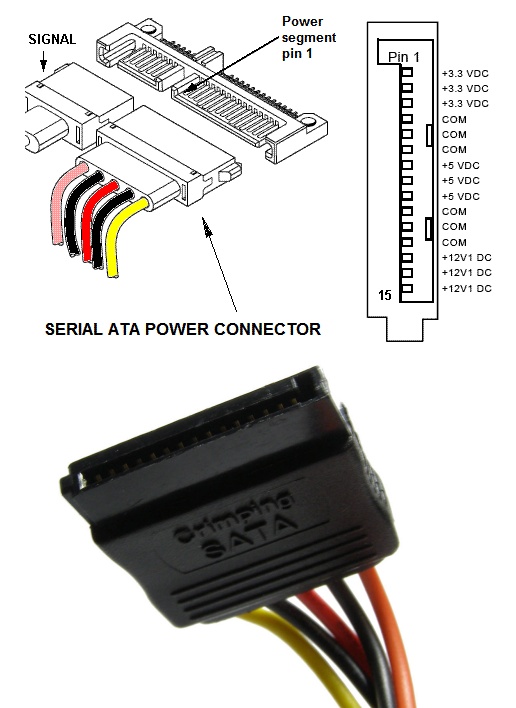 SIGNAL
Power
segment
pin 1
SERIAL ATA POWER CONNECTOR
Pin 1
+3.3 VDC
+3.3 VDC
+3.3 VDC
COM
COM
COM
+5 VDC
+5 VDC
+5 VDC
COM
COM
COM
+12V1 DC
+12V1 DC
+12V1 DC
15
Crimping
SATA